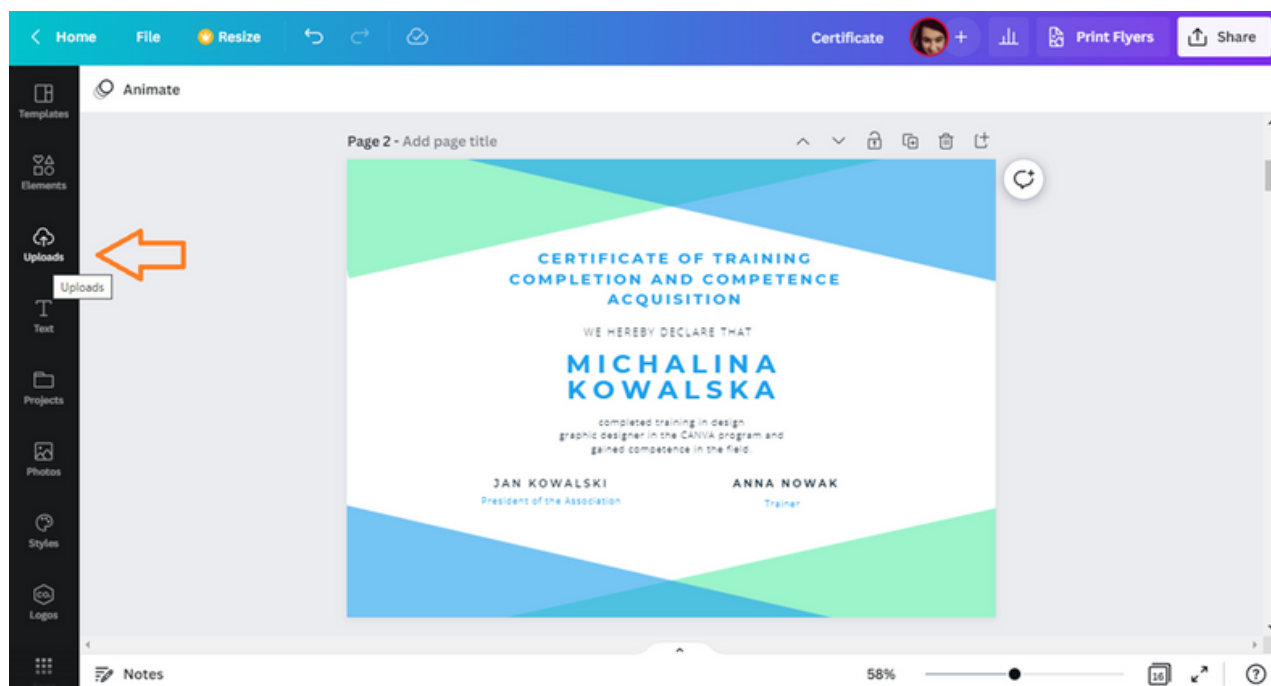 Home File Resize Certificate + Print Flyers Share
Templates
Animate
Elements
Uploads
Uploads
Text
Projects
Photos
Styles
CO.
Logos
Page 2 - Add page title
CERTIFICATE OF TRAINING
COMPLETION AND COMPETENCE
ACQUISITION
WE HEREBY DECLARE THAT
MICHALINA
KOWALSKA
completed training in design
graphic designer in the CANVA program and
gained competence in the field.
JAN KOWALSKI ANNA NOWAK
President of the Association Trainer
Notes 58% 16 ?